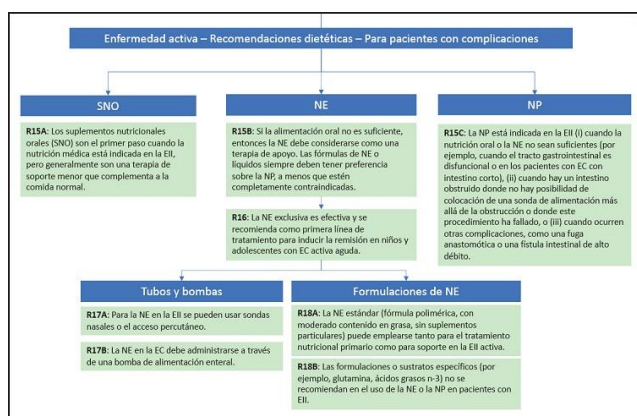 Enfermedad activa – Recomendaciones dietéticas – Para pacientes con complicaciones
SNO
R15A: Los suplementos nutricionales
orales (SNO) son el primer paso cuando la
nutrición médica está indicada en la EII,
pero generalmente son una terapia de
soporte menor que complementa a la
comida normal.
NE
R15B: Si la alimentación oral no es suficiente,
entonces la NE debe considerarse como una
terapia de apoyo. Las fórmulas de NE o
líquidos siempre deben tener preferencia
sobre la NP, a menos que estén
completamente contraindicadas.
R16: La NE exclusiva es efectiva y se
recomienda como primera línea de
tratamiento para inducir la remisión en niños y
adolescentes con EC activa aguda.
NP
R15C: La NP está indicada en la EII (i) cuando la
nutrición oral o la NE no sean suficientes (por
ejemplo, cuando el tracto gastrointestinal es
disfuncional o en los pacientes con EC con
intestino corto), (ii) cuando hay un intestino
obstruido donde no hay posibilidad de
colocación de una sonda de alimentación más
allá de la obstrucción o donde este
procedimiento ha fallado, o (iii) cuando ocurren
otras complicaciones, como una fuga
anastomótica o una fístula intestinal de alto
débito.
Tubos y bombas
R17A: Para la NE en la EII se pueden usar sondas
nasales o el acceso percutáneo.
R17B: La NE en la EC debe administrarse a través
de una bomba de alimentación enteral.
Formulaciones de NE
R18A: La NE estándar (fórmula polimérica, con
moderado contenido en grasa, sin suplementos
particulares) puede emplearse tanto para el tratamiento
nutricional primario como para soporte en la EII activa.
R18B: Las formulaciones o sustratos específicos (por
ejemplo, glutamina, ácidos grasos n-3) no se
recomiendan en el uso de la NE o la NP en pacientes con
EII.